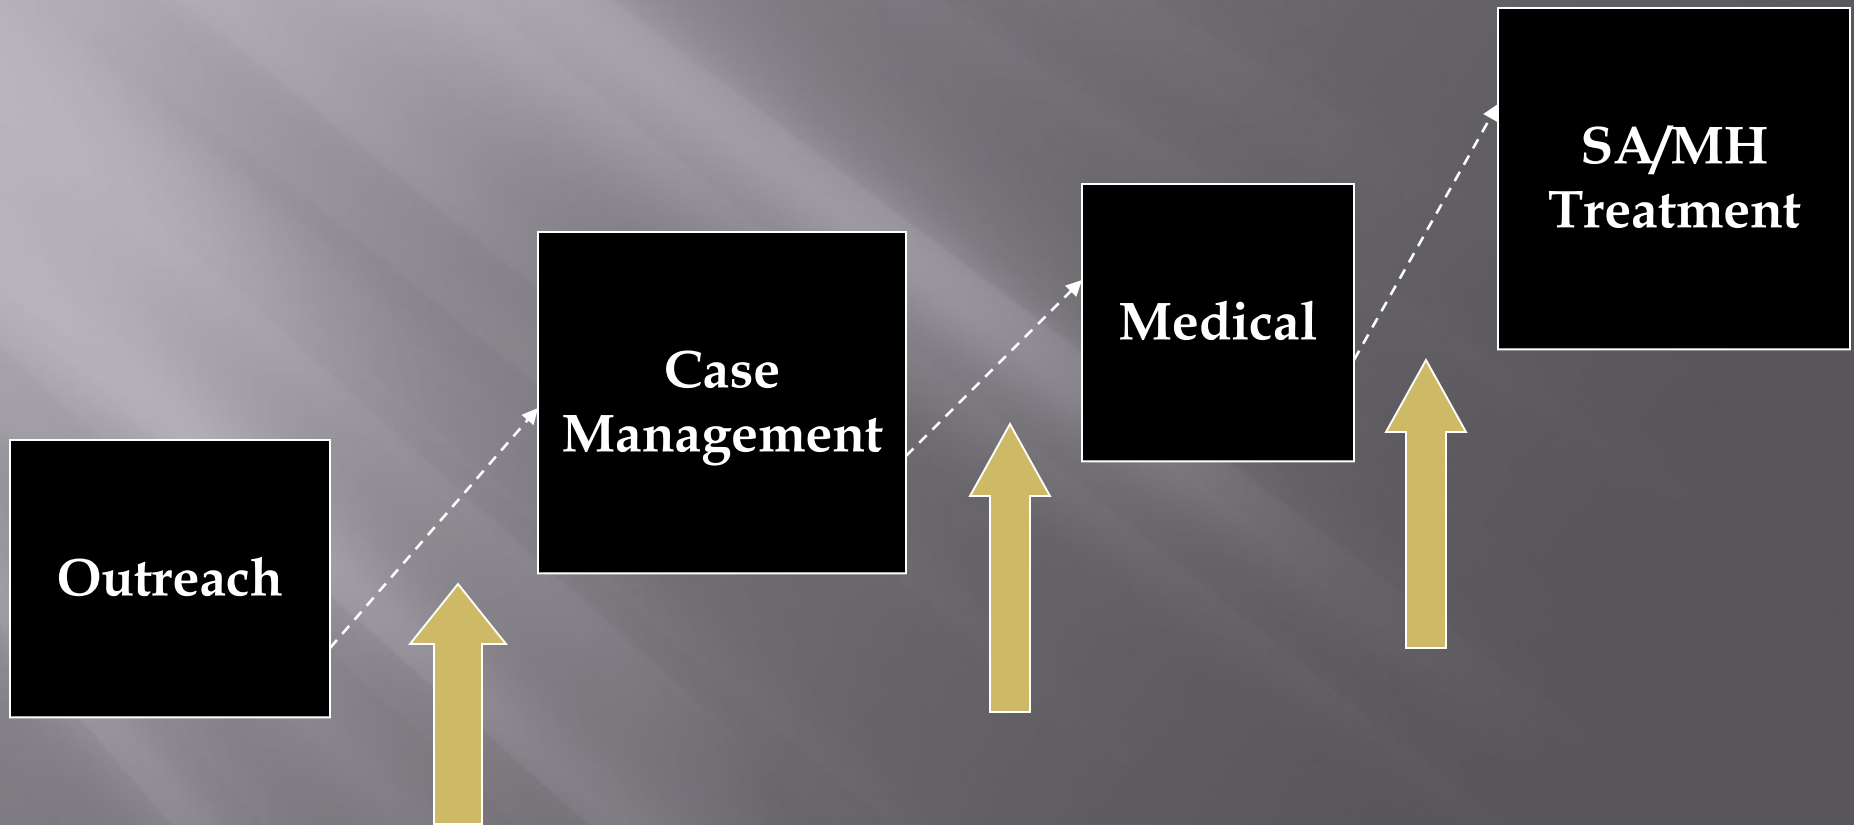 Outreach
Case
Management
Medical
SA/MH
Treatment